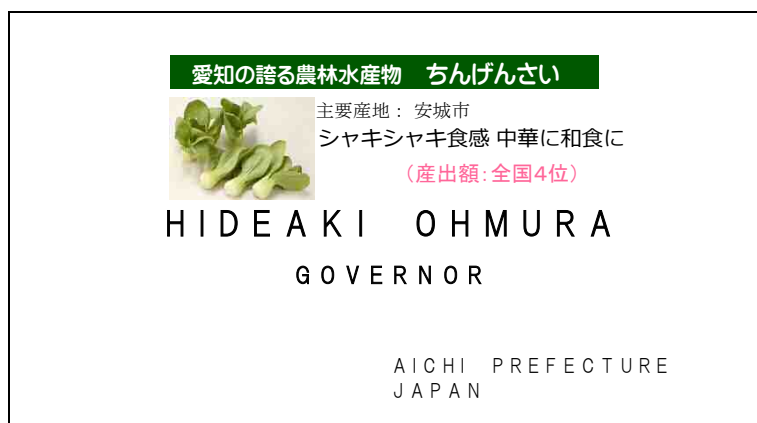 愛知の誇る農林水産物　ちんげんさい
主要産地： 安城市
シャキシャキ食感 中華に和食に
（産出額：全国4位）
HIDEAKI OHMURA
GOVERNOR
AICHI PREFECTURE
JAPAN